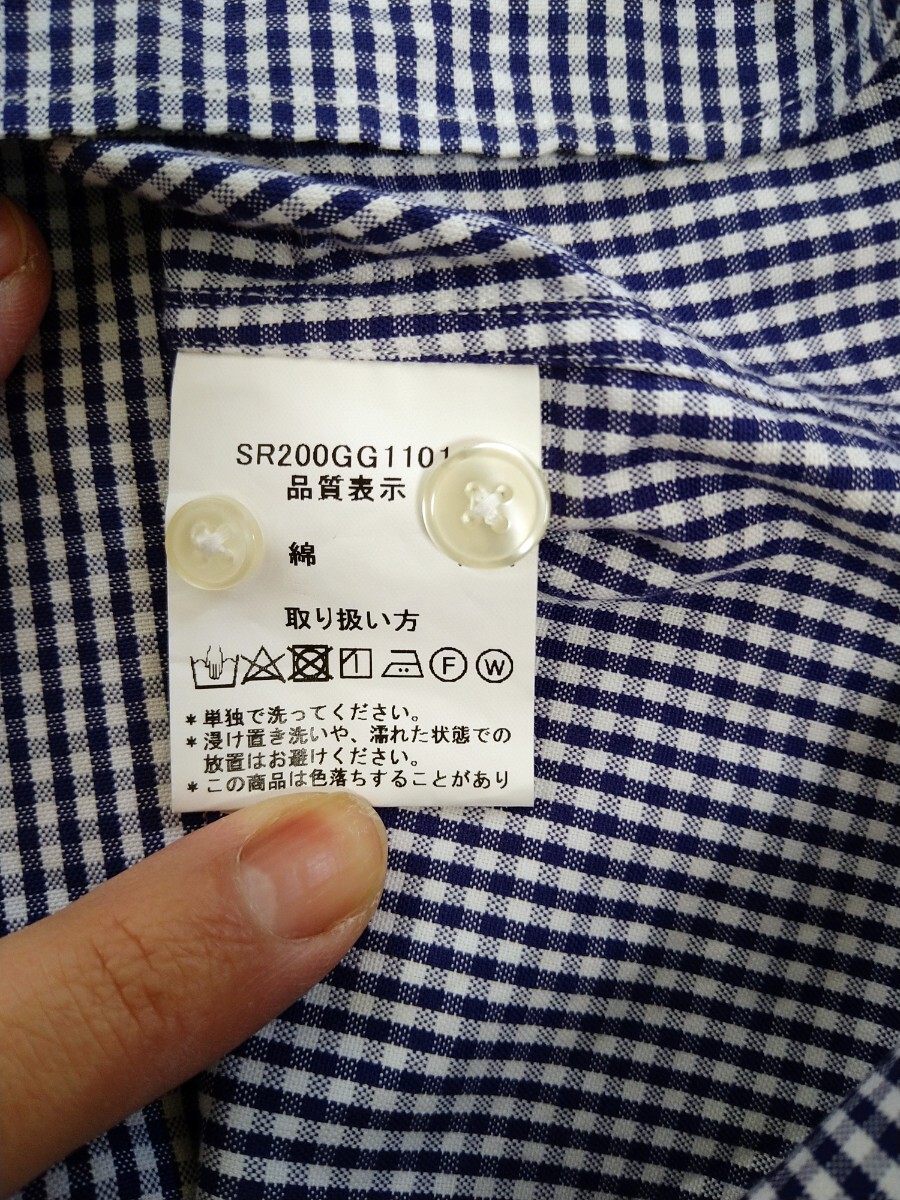 SR200GG1101
品質表示
綿
取り扱い方
F W
*単独で洗ってください。
*浸け置き洗いや、濡れた状態での
放置はお避けください。
*この商品は色落ちすることがあり